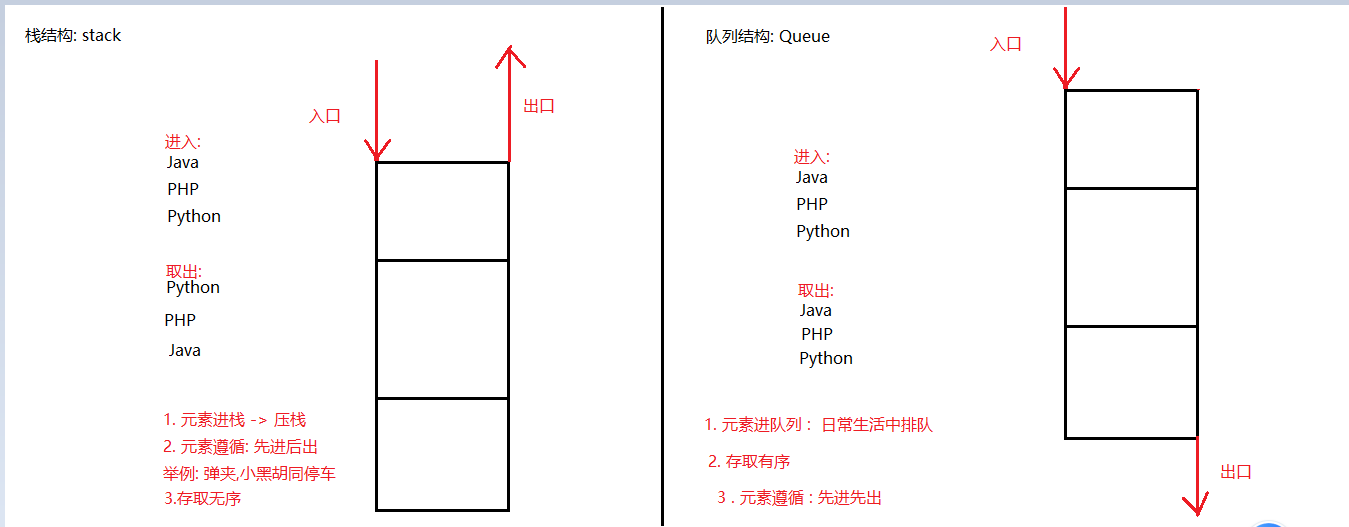 栈结构: stack
入口
出口
进入:
Java
PHP
Python
取出:
Python
PHP
Java
1. 元素进栈 -> 压栈
2. 元素遵循: 先进后出
举例: 弹夹,小黑胡同停车
3.存取无序
队列结构: Queue
入口
进入:
Java
PHP
Python
取出:
Java
PHP
Python
1. 元素进队列 : 日常生活中排队
2. 存取有序
3 . 元素遵循 : 先进先出
出口